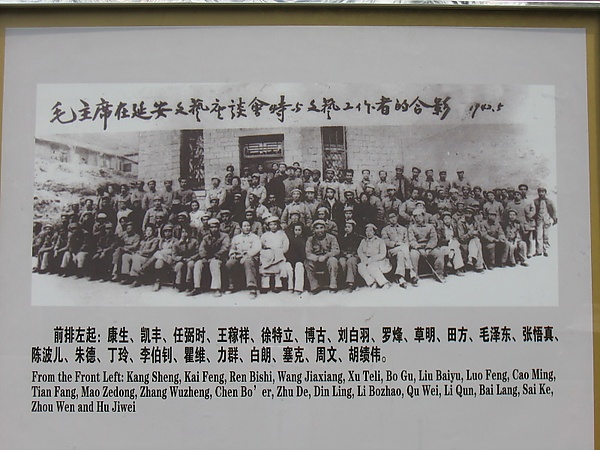 毛主席在延安文艺座談會時与文艺工作者的合影 1942.5
前排左起：康生、凯丰、任弼时、王稼祥、徐特立、博古、刘白羽、罗烽、草明、田方、毛泽东、张悟真、
陈波儿、朱德、丁玲、李伯钊、瞿维、力群、白朗、塞克、周文、胡绩伟。
From the Front Left: Kang Sheng, Kai Feng, Ren Bishi, Wang Jiaxiang, Xu Teli, Bo Gu, Liu Baiyu, Luo Feng, Cao Ming,
Tian Fang, Mao Zedong, Zhang Wuzheng, Chen Bo’er, Zhu De, Din Ling, Li Bozhao, Qu Wei, Li Qun, Bai Lang, Sai Ke,
Zhou Wen and Hu Jiwei